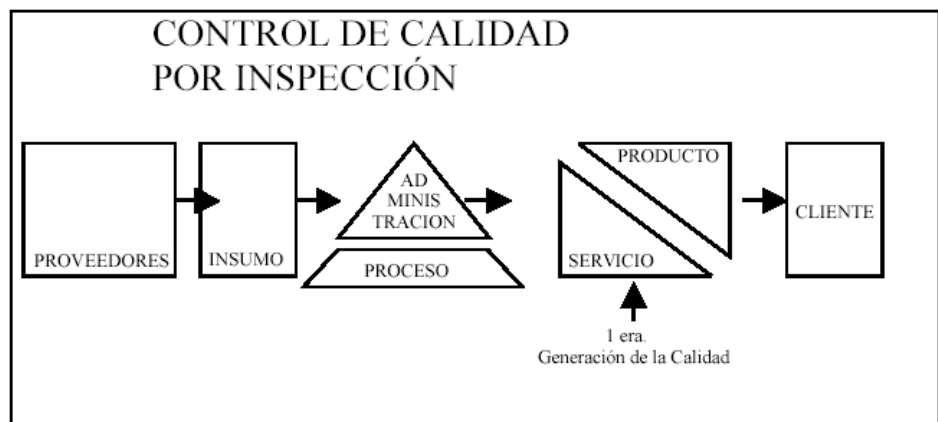 CONTROL DE CALIDAD
POR INSPECCIÓN
PROVEEDORES
INSUMO
AD
MINIS
TRACION
PROCESO
PRODUCTO
SERVICIO
CLIENTE
1 era.
Generación de la Calidad